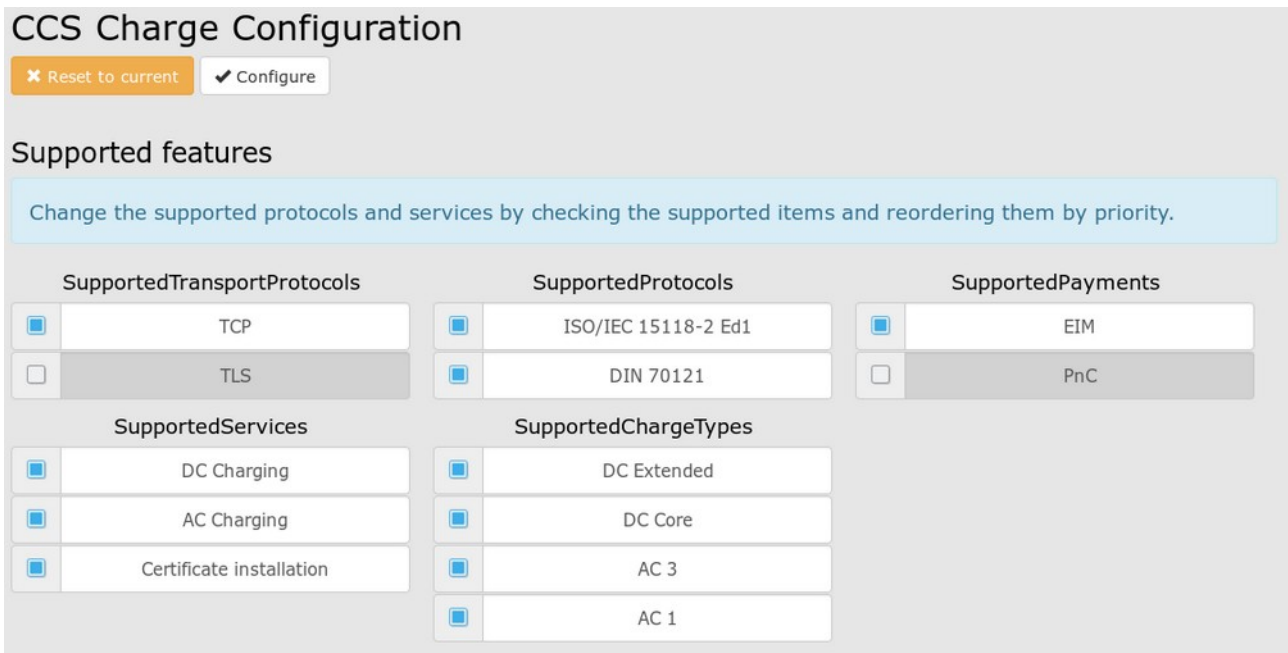 CCS Charge Configuration
Reset to current
Configure
Supported features
Change the supported protocols and services by checking the supported items and reordering them by priority.
SupportedTransportProtocols
TCP
TLS
SupportedProtocols
ISO/IEC 15118-2 Ed1
DIN 70121
SupportedPayments
EIM
PnC
SupportedServices
DC Charging
AC Charging
Certificate installation
SupportedChargeTypes
DC Extended
DC Core
AC 3
AC 1